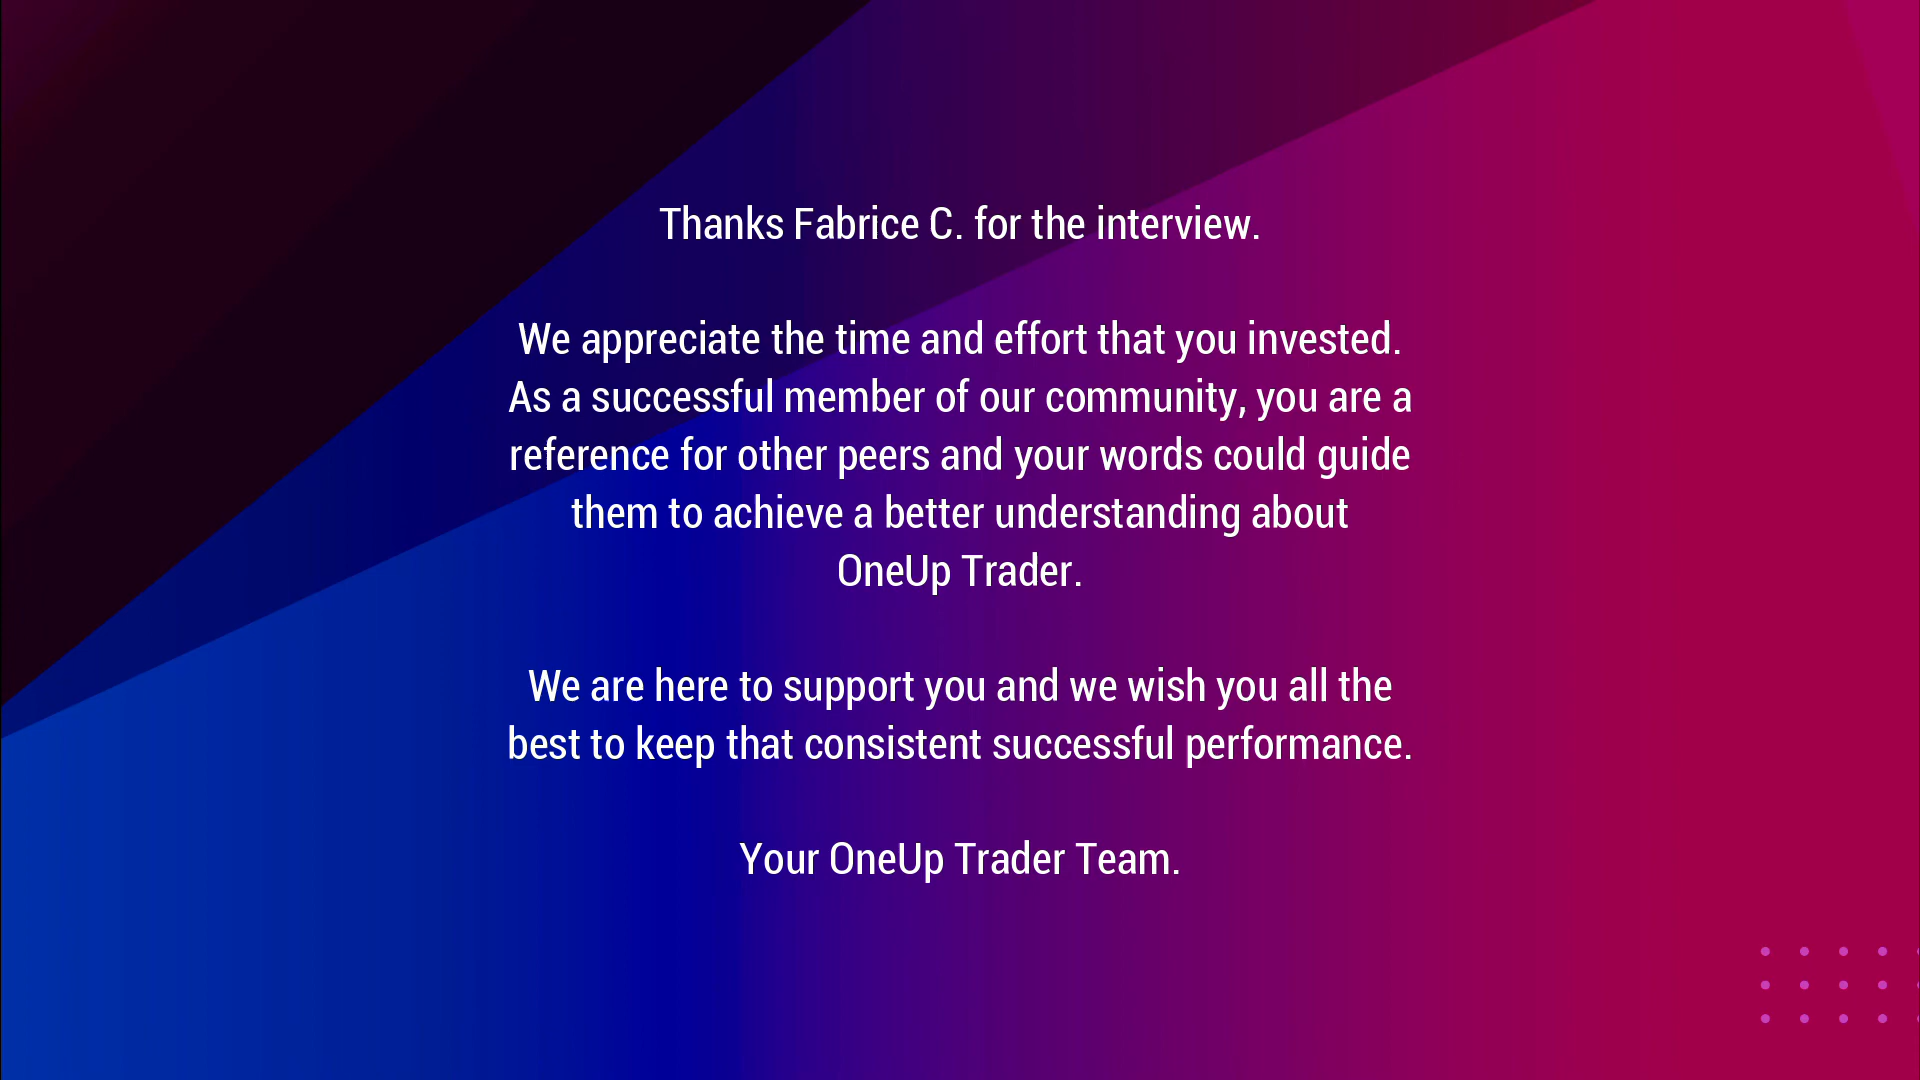 Thanks Fabrice C. for the interview.
We appreciate the time and effort that you invested.
As a successful member of our community, you are a
reference for other peers and your words could guide
them to achieve a better understanding about
OneUp Trader.
We are here to support you and we wish you all the
best to keep that consistent successful performance.
Your OneUp Trader Team.